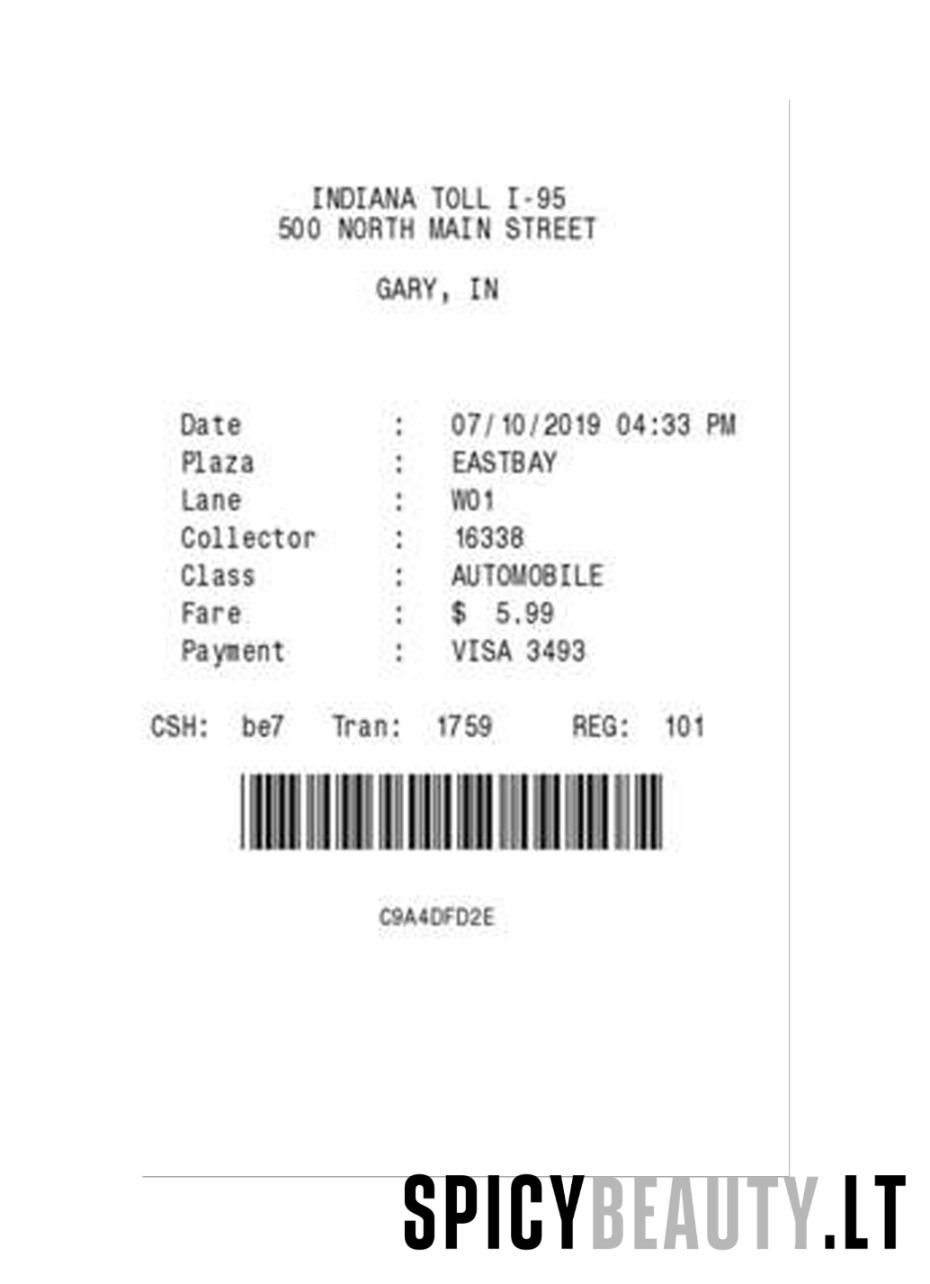 INDIANA TOLL I-95
500 NORTH MAIN STREET
GARY, IN
Date : 07/10/2019 04:33 PM
Plaza : EASTBAY
Lane : W01
Collector : 16338
Class : AUTOMOBILE
Fare : $ 5.99
Payment : VISA 3493
CSH: be7 Tran: 1759 REG: 101
C9A4DFD2E
SPICYBEAUTY.LT